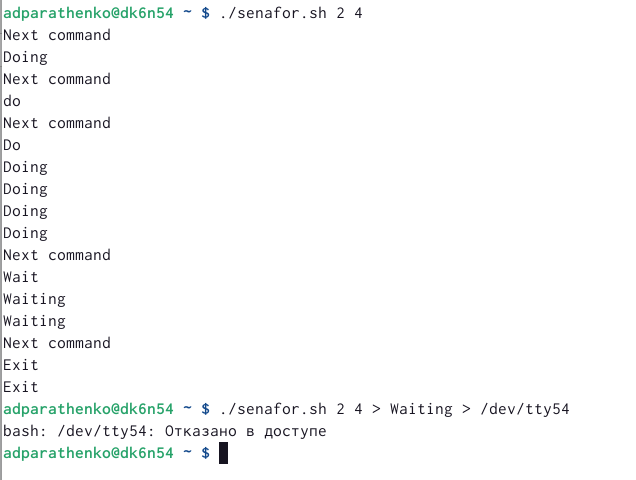 adparathenko@dk6n54 ~ $ ./senafor.sh 2 4
Next command
Doing
Next command
do
Next command
Do
Doing
Doing
Doing
Doing
Next command
Wait
Waiting
Waiting
Next command
Exit
Exit
adparathenko@dk6n54 ~ $ ./senafor.sh 2 4 > Waiting > /dev/tty54
bash: /dev/tty54: Отказано в доступе
adparathenko@dk6n54 ~ $